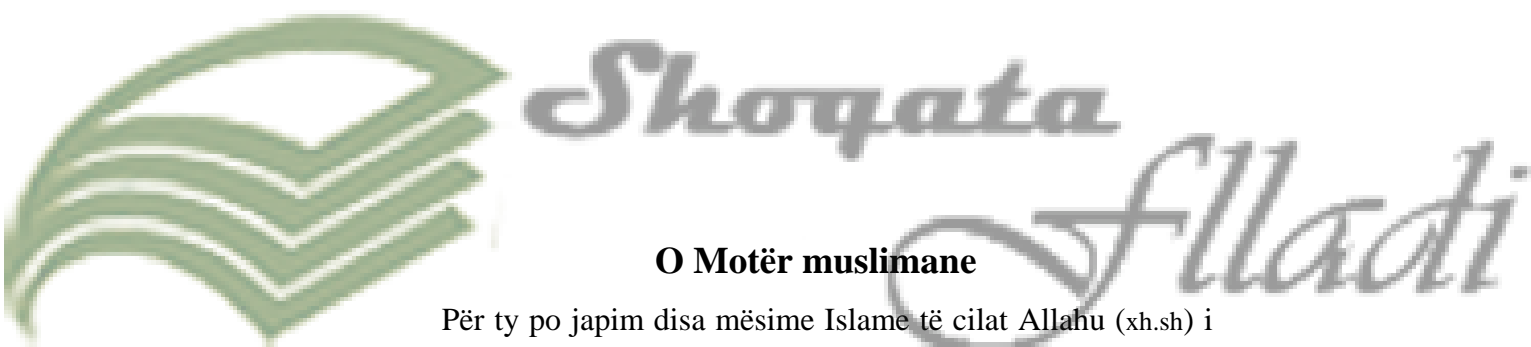 Shoqata
flladi
O Motër muslimane
Për ty po japim disa mësime Islame të cilat Allahu (xh.sh) i